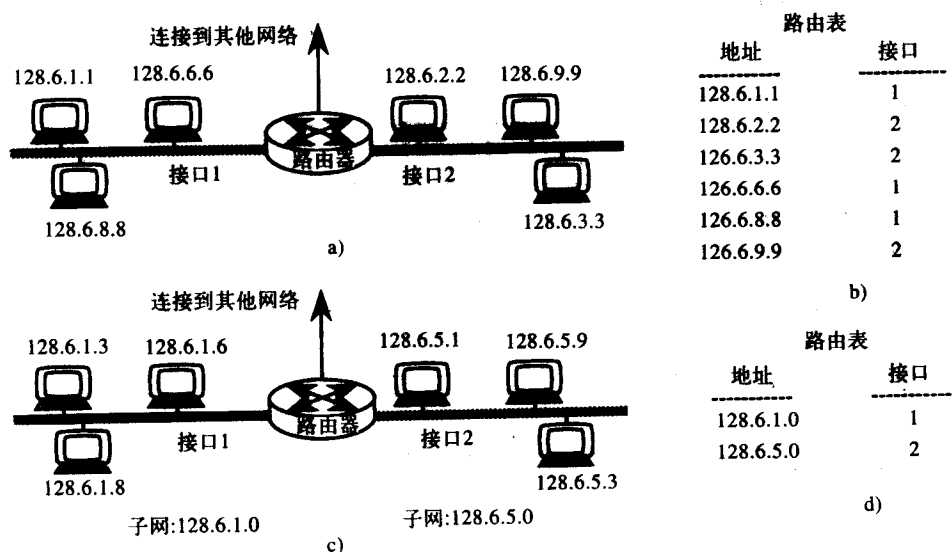 连接到其他网络
128.6.1.1
128.6.6.6
128.6.2.2
128.6.9.9
路由器
接口1
接口2
128.6.8.8
128.6.3.3
a)
路由表
地址 接口
128.6.1.1 1
128.6.2.2 2
126.6.3.3 2
126.6.6.6 1
126.6.8.8 1
126.6.9.9 2
b)
连接到其他网络
128.6.1.3
128.6.1.6
128.6.5.1
128.6.5.9
路由器
接口1
接口2
128.6.1.8
128.6.5.3
子网:128.6.1.0
子网:128.6.5.0
c)
路由表
地址 接口
128.6.1.0 1
128.6.5.0 2
d)